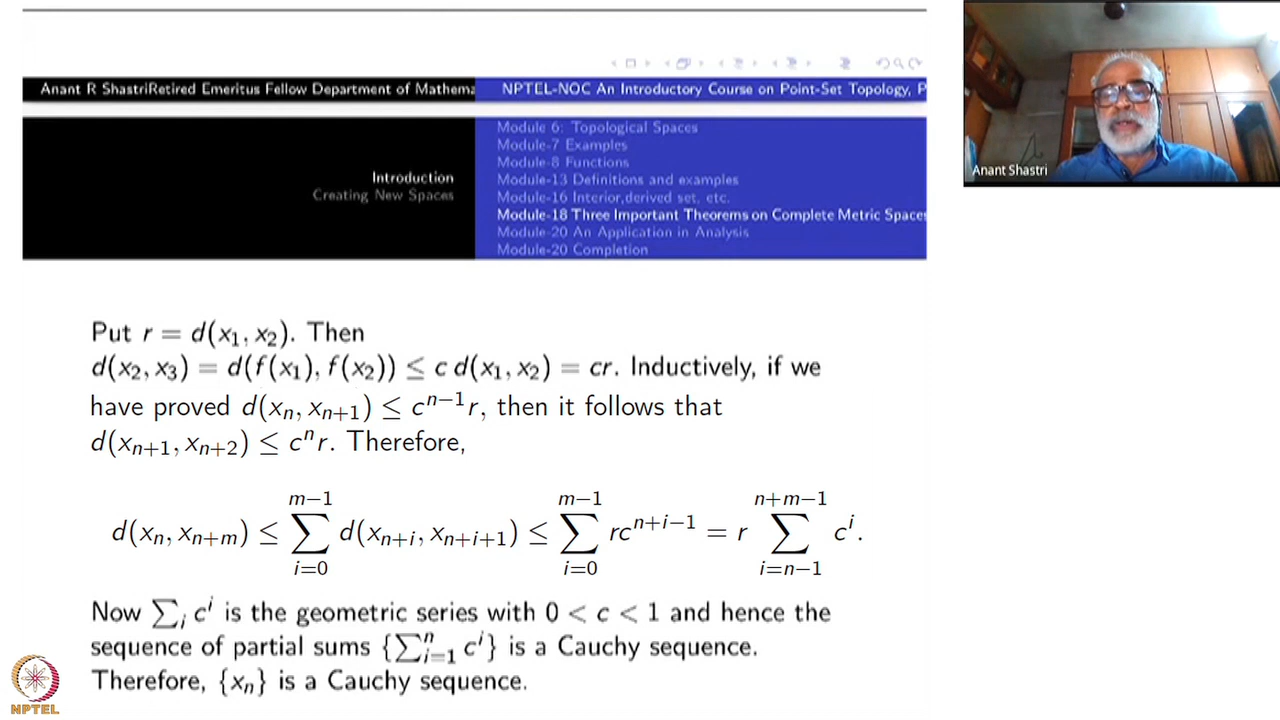 Anant R ShastriRetired Emeritus Fellow Department of Mathema
NPTEL-NOC An Introductory Course on Point-Set Topology, P
Introduction
Creating New Spaces
Module 6: Topological Spaces
Module-7 Examples
Module-8 Functions
Module-13 Definitions and examples
Module-16 Interior,derived set, etc.
Module-18 Three Important Theorems on Complete Metric Spaces
Module-20 An Application in Analysis
Module-20 Completion
Anant Shastri
Put r = d(x₁, x₂). Then
d(x₂, x₃) = d(f(x₁), f(x₂)) ≤ c d(x₁, x₂) = cr. Inductively, if we
have proved d(xₙ, xₙ₊₁) ≤ cⁿ⁻¹r, then it follows that
d(xₙ₊₁, xₙ₊₂) ≤ cⁿr. Therefore,
d(xₙ, xₙ₊ₘ) ≤ ∑_{i=0}^{m−1} d(xₙ₊ᵢ, xₙ₊ᵢ₊₁) ≤ ∑_{i=0}^{m−1} rc^{n+i−1} = r ∑_{i=n−1}^{n+m−1} cⁱ.
Now ∑ᵢ cⁱ is the geometric series with 0 < c < 1 and hence the
sequence of partial sums {∑_{i=1}^{n} cⁱ} is a Cauchy sequence.
Therefore, {xₙ} is a Cauchy sequence.
NPTEL